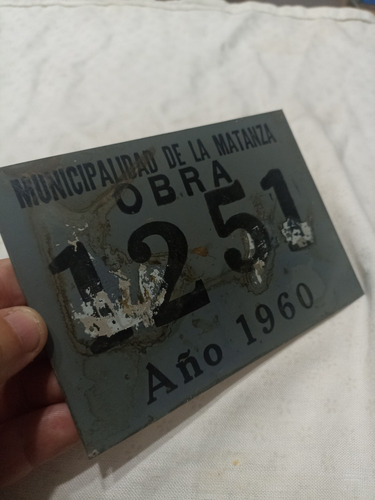 MUNICIPALIDAD DE LA MATANZA
OBRA
1251
Año 1960